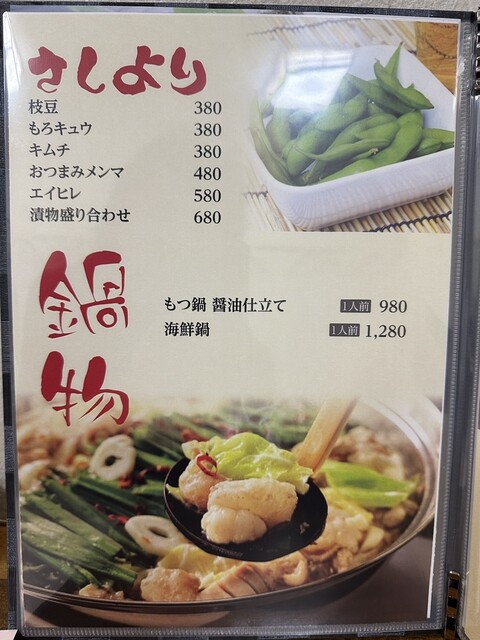 さしより
枝豆 380
もろキュウ 380
キムチ 380
おつまみメンマ 480
エイヒレ 580
漬物盛り合わせ 680
鍋物
もつ鍋 醤油仕立て 1人前 980
海鮮鍋 1人前 1,280